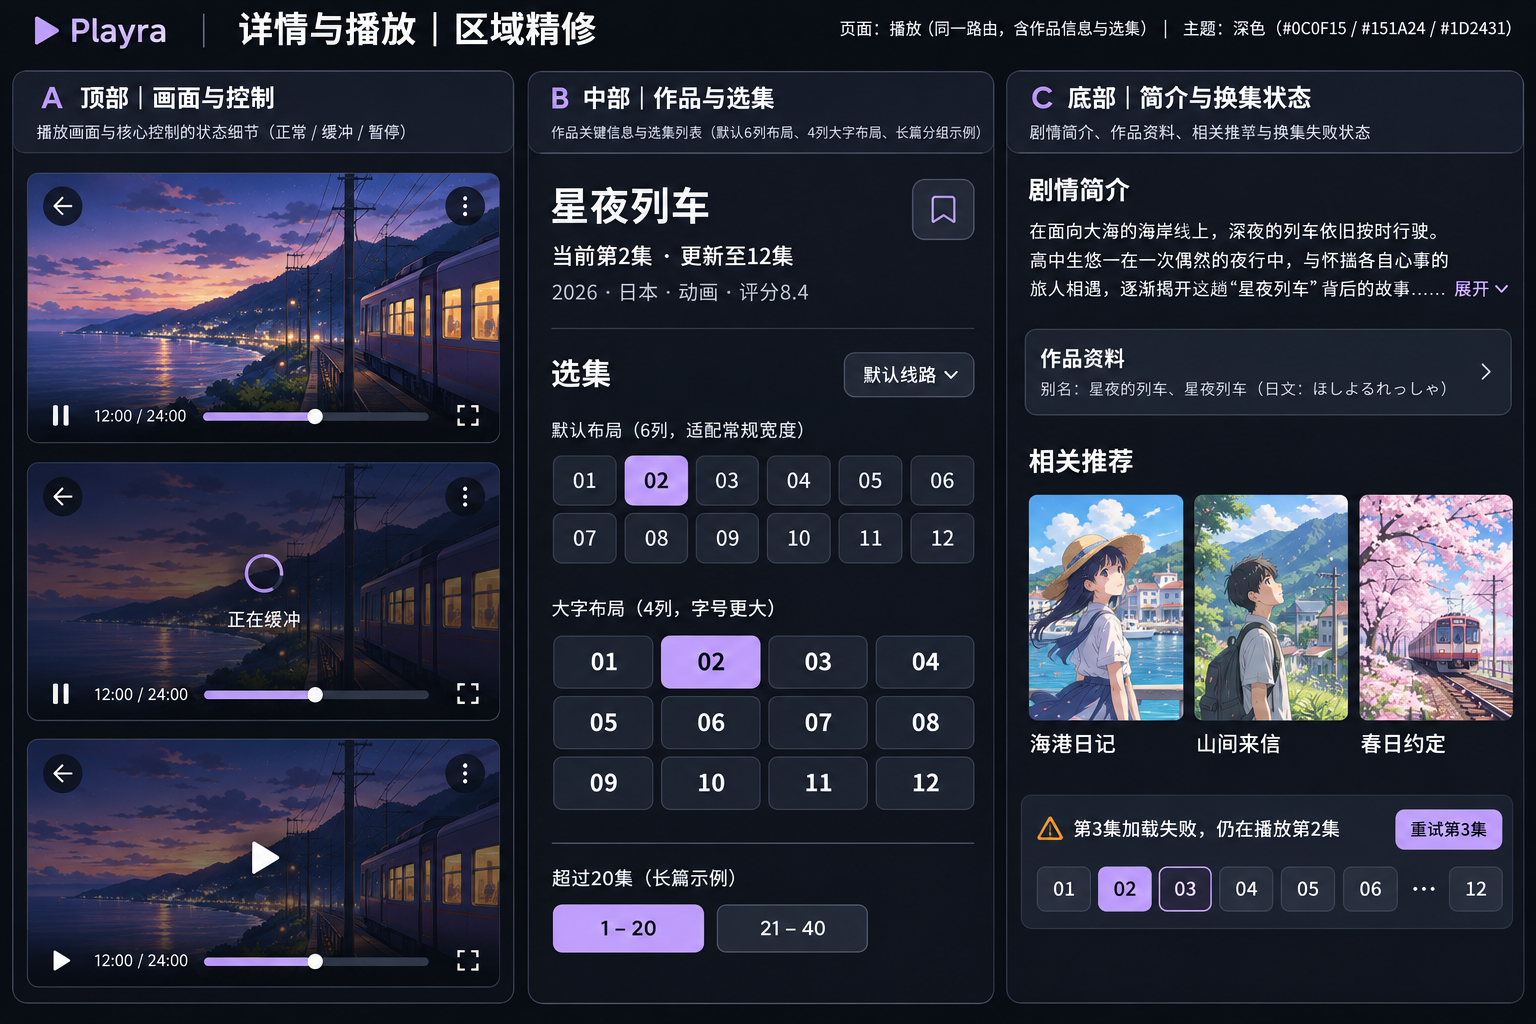 Playra
详情与播放｜区域精修
页面：播放（同一路由，含作品信息与选集） ｜ 主题：深色（#0C0F15 / #151A24 / #1D2431）
A 顶部｜画面与控制
播放画面与核心控制的状态细节（正常 / 缓冲 / 暂停）
12:00 / 24:00
正在缓冲
12:00 / 24:00
12:00 / 24:00
B 中部｜作品与选集
作品关键信息与选集列表（默认6列布局、4列大字布局、长篇分组示例）
星夜列车
当前第2集 · 更新至12集
2026 · 日本 · 动画 · 评分8.4
选集
默认线路
默认布局（6列，适配常规宽度）
01 02 03 04 05 06
07 08 09 10 11 12
大字布局（4列，字号更大）
01 02 03 04
05 06 07 08
09 10 11 12
超过20集（长篇示例）
1 – 20
21 – 40
C 底部｜简介与换集状态
剧情简介、作品资料、相关推荐与换集失败状态
剧情简介
在面向大海的海岸线上，深夜的列车依旧按时行驶。
高中生悠一在一次偶然的夜行中，与怀揣各自心事的
旅人相遇，逐渐揭开这趟“星夜列车”背后的故事…… 展开
作品资料
别名：星夜的列车、星夜列车（日文：ほしよるれっしゃ）
相关推荐
海港日记
山间来信
春日约定
第3集加载失败，仍在播放第2集
重试第3集
01 02 03 04 05 06 ··· 12